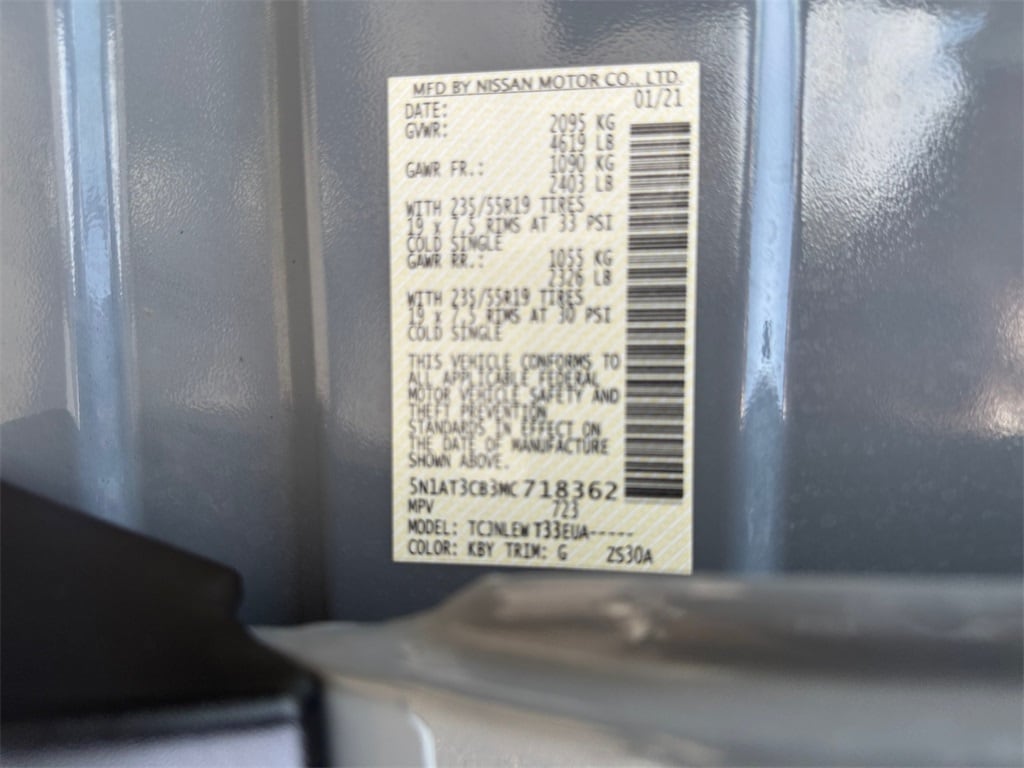 MFD BY NISSAN MOTOR CO., LTD.
DATE: 01/21
GVWR: 2095 KG
4619 LB
GAWR FR.: 1090 KG
2403 LB
WITH 235/55R19 TIRES
19 x 7.5 RIMS AT 33 PSI
COLD SINGLE
GAWR RR.: 1055 KG
2326 LB
WITH 235/55R19 TIRES
19 x 7.5 RIMS AT 30 PSI
COLD SINGLE
THIS VEHICLE CONFORMS TO
ALL APPLICABLE FEDERAL
MOTOR VEHICLE SAFETY AND
THEFT PREVENTION
STANDARDS IN EFFECT ON
THE DATE OF MANUFACTURE
SHOWN ABOVE.
5N1AT3CB3MC718362
MPV 723
MODEL: TCJNLEWT33EUA-----
COLOR: KBY TRIM: G 2S30A